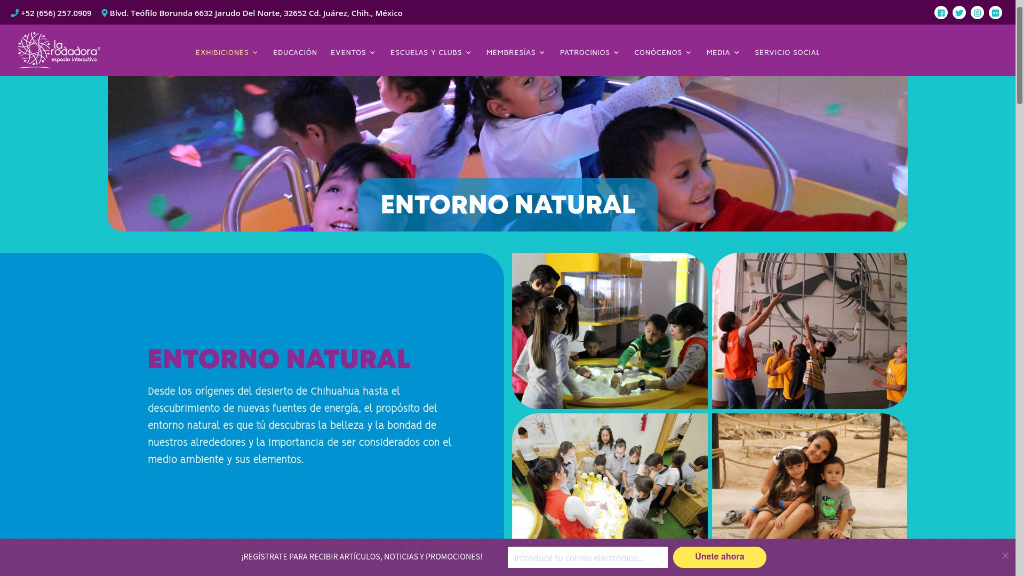 +52 (656) 257.0909 Blvd. Teófilo Borunda 6632 Jarudo Del Norte, 32652 Cd. Juárez, Chih., México
la rodadora®
espacio interactivo
EXHIBICIONES EDUCACIÓN EVENTOS ESCUELAS Y CLUBS MEMBRESÍAS PATROCINIOS CONÓCENOS MEDIA SERVICIO SOCIAL
ENTORNO NATURAL
ENTORNO NATURAL
Desde los orígenes del desierto de Chihuahua hasta el
descubrimiento de nuevas fuentes de energía, el propósito del
entorno natural es que tú descubras la belleza y la bondad de
nuestros alrededores y la importancia de ser considerados con el
medio ambiente y sus elementos.
¡REGÍSTRATE PARA RECIBIR ARTÍCULOS, NOTICIAS Y PROMOCIONES! Introduce tu correo electrónico... Únete ahora